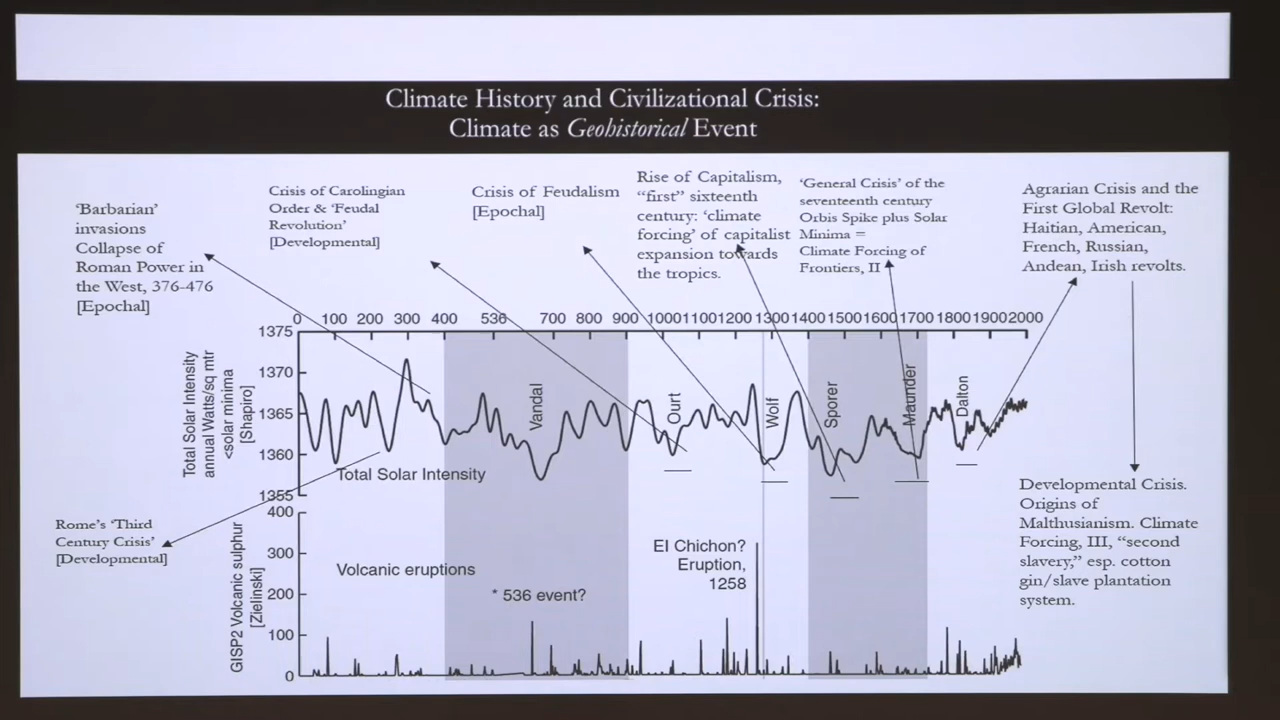 Climate History and Civilizational Crisis:
Climate as Geohistorical Event
'Barbarian'
invasions
Collapse of
Roman Power in
the West, 376-476
[Epochal]
Crisis of Carolingian
Order & 'Feudal
Revolution'
[Developmental]
Crisis of Feudalism
[Epochal]
Rise of Capitalism,
"first" sixteenth
century: 'climate
forcing' of capitalist
expansion towards
the tropics.
'General Crisis' of the
seventeenth century
Orbis Spike plus Solar
Minima =
Climate Forcing of
Frontiers, II
Agrarian Crisis and the
First Global Revolt:
Haitian, American,
French, Russian,
Andean, Irish revolts.
0 100 200 300 400 536 700 800 900 1000 1100 1200 1300 1400 1500 1600 1700 1800 1900 2000
1375
1370
1365
1360
1355
Total Solar Intensity
annual Watts/sq mtr
<solar minima
[Shapiro]
Vandal
Ourt
Wolf
Sporer
Maunder
Dalton
Total Solar Intensity
Rome's 'Third
Century Crisis'
[Developmental]
400
300
200
100
0
GISP2 Volcanic sulphur
[Zielinski]
Volcanic eruptions
* 536 event?
El Chichon?
Eruption,
1258
Developmental Crisis.
Origins of
Malthusianism. Climate
Forcing, III, "second
slavery," esp. cotton
gin/slave plantation
system.